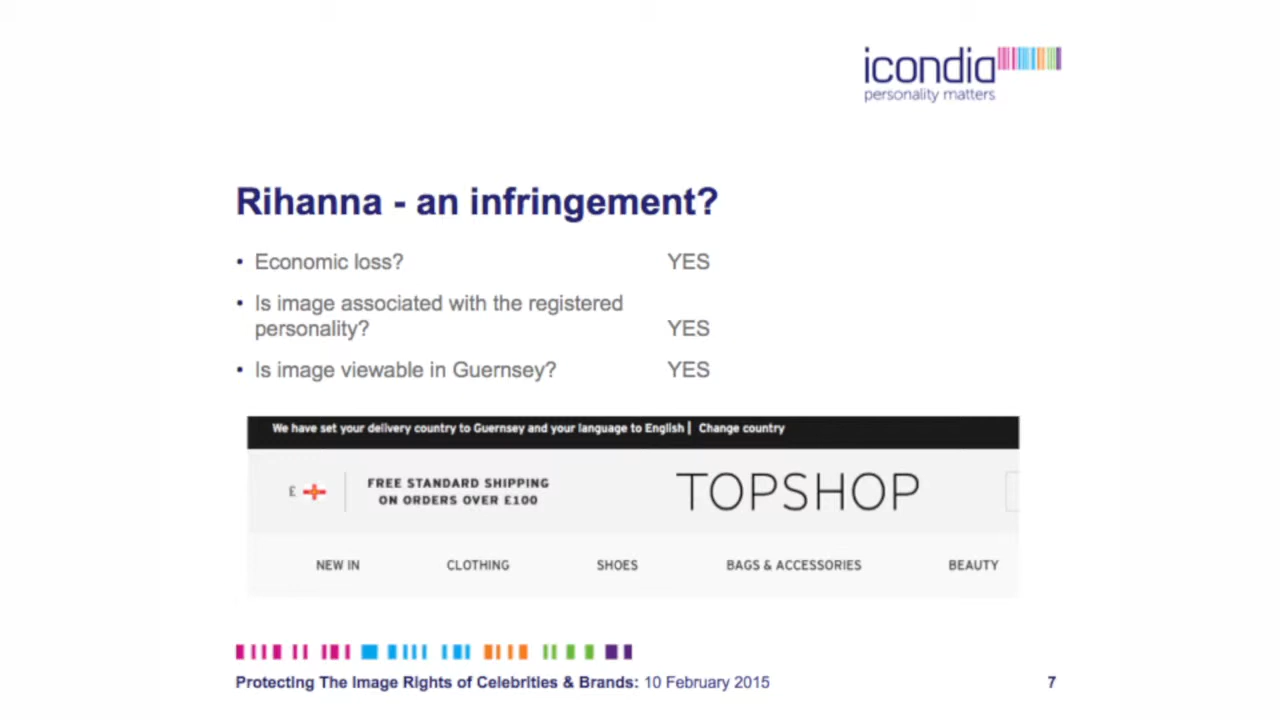 icondia
personality matters
Rihanna - an infringement?
• Economic loss? YES
• Is image associated with the registered
personality? YES
• Is image viewable in Guernsey? YES
We have set your delivery country to Guernsey and your language to English | Change country
£
FREE STANDARD SHIPPING
ON ORDERS OVER £100
TOPSHOP
NEW IN CLOTHING SHOES BAGS & ACCESSORIES BEAUTY
Protecting The Image Rights of Celebrities & Brands: 10 February 2015 7